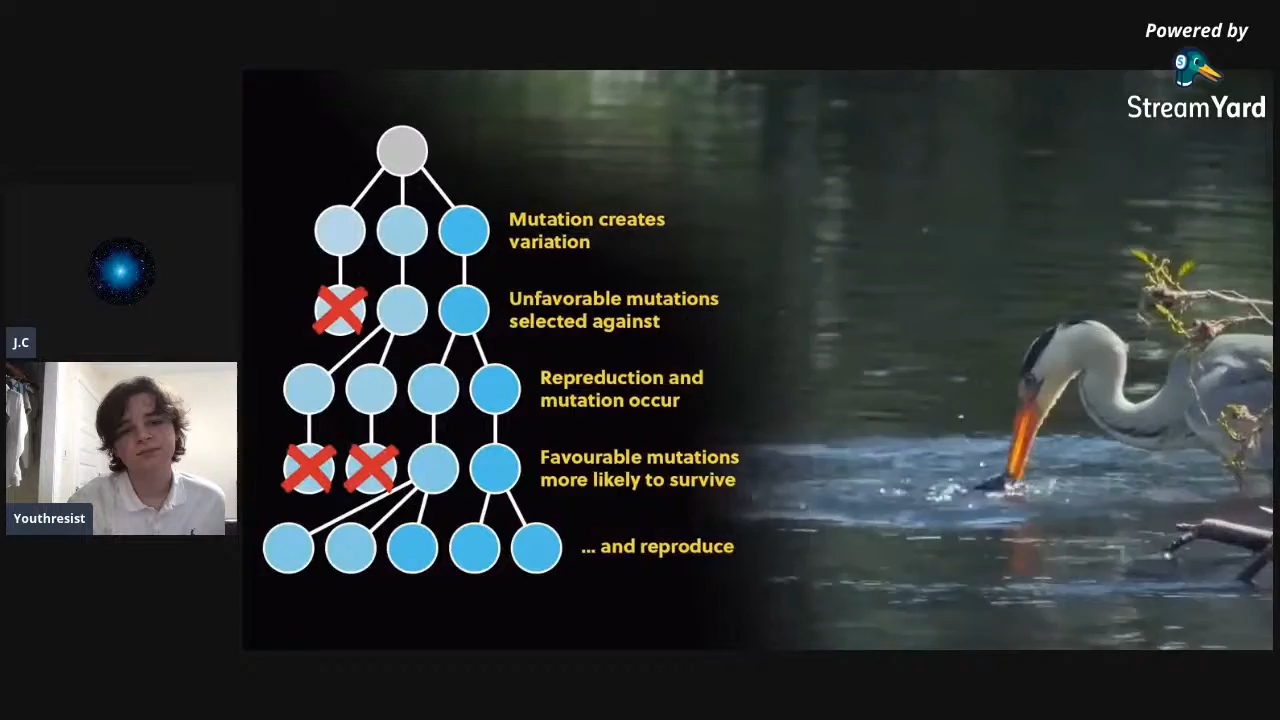 Powered by
StreamYard
Mutation creates
variation
Unfavorable mutations
selected against
Repreduction and
mutation occur
Favourable mutations
more likely to survive
... and reproduce
J.C
Youthresist